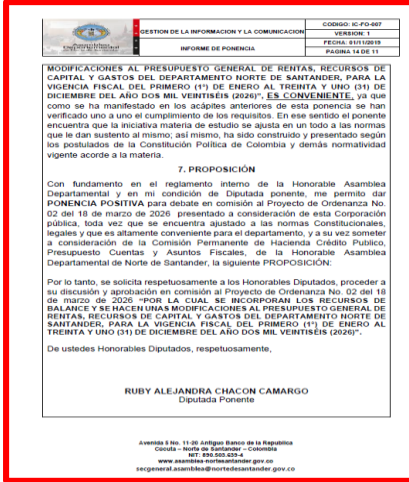 GESTION DE LA INFORMACION Y LA COMUNICACION
INFORME DE PONENCIA
CODIGO: IC-FO-007
VERSION: 1
FECHA: 01/11/2019
PAGINA 14 DE 11
MODIFICACIONES AL PRESUPUESTO GENERAL DE RENTAS, RECURSOS DE
CAPITAL Y GASTOS DEL DEPARTAMENTO NORTE DE SANTANDER, PARA LA
VIGENCIA FISCAL DEL PRIMERO (1°) DE ENERO AL TREINTA Y UNO (31) DE
DICIEMBRE DEL AÑO DOS MIL VEINTISÉIS (2026)", ES CONVENIENTE, ya que
como se ha manifestado en los acápites anteriores de esta ponencia se han
verificado uno a uno el cumplimiento de los requisitos. En ese sentido el ponente
encuentra que la iniciativa materia de estudio se ajusta en un todo a las normas
que le dan sustento al mismo; así mismo, ha sido construido y presentado según
los postulados de la Constitución Política de Colombia y demás normatividad
vigente acorde a la materia.
7. PROPOSICIÓN
Con fundamento en el reglamento interno de la Honorable Asamblea
Departamental y en mi condición de Diputada ponente, me permito dar
PONENCIA POSITIVA para debate en comisión al Proyecto de Ordenanza No.
02 del 18 de marzo de 2026 presentado a consideración de esta Corporación
pública, toda vez que se encuentra ajustado a las normas Constitucionales,
legales y que es altamente conveniente para el departamento, y a su vez someter
a consideración de la Comisión Permanente de Hacienda Crédito Publico,
Presupuesto Cuentas y Asuntos Fiscales, de la Honorable Asamblea
Departamental de Norte de Santander, la siguiente PROPOSICIÓN:
Por lo tanto, se solicita respetuosamente a los Honorables Diputados, proceder a
su discusión y aprobación en comisión al Proyecto de Ordenanza No. 02 del 18
de marzo de 2026 "POR LA CUAL SE INCORPORAN LOS RECURSOS DE
BALANCE Y SE HACEN UNAS MODIFICACIONES AL PRESUPUESTO GENERAL DE
RENTAS, RECURSOS DE CAPITAL Y GASTOS DEL DEPARTAMENTO NORTE DE
SANTANDER, PARA LA VIGENCIA FISCAL DEL PRIMERO (1°) DE ENERO AL
TREINTA Y UNO (31) DE DICIEMBRE DEL AÑO DOS MIL VEINTISÉIS (2026)".
De ustedes Honorables Diputados, respetuosamente,
RUBY ALEJANDRA CHACON CAMARGO
Diputada Ponente
Avenida 5 No. 11-20 Antiguo Banco de la Republica
Cúcuta – Norte de Santander – Colombia
NIT: 890.503.639-4
www.asamblea-nortesantander.gov.co
secgeneral.asamblea@nortedesantander.gov.co